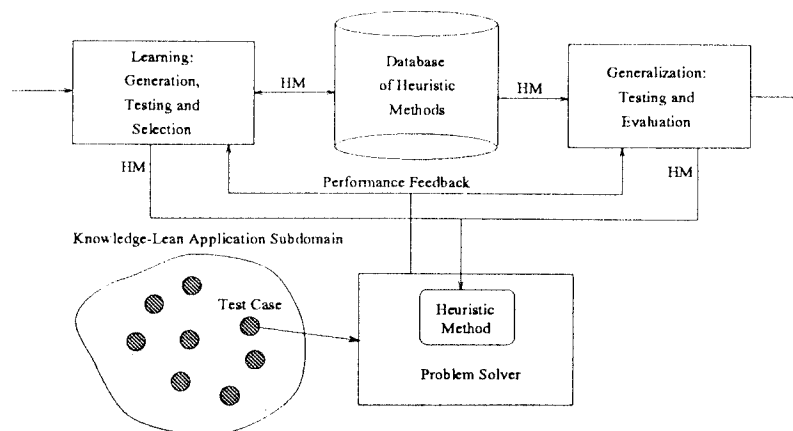 Learning:
Generation,
Testing and
Selection
HM
Database
of Heuristic
Methods
HM
Generalization:
Testing and
Evaluation
HM
HM
Performance Feedback
Knowledge-Lean Application Subdomain
Test Case
Heuristic
Method
Problem Solver